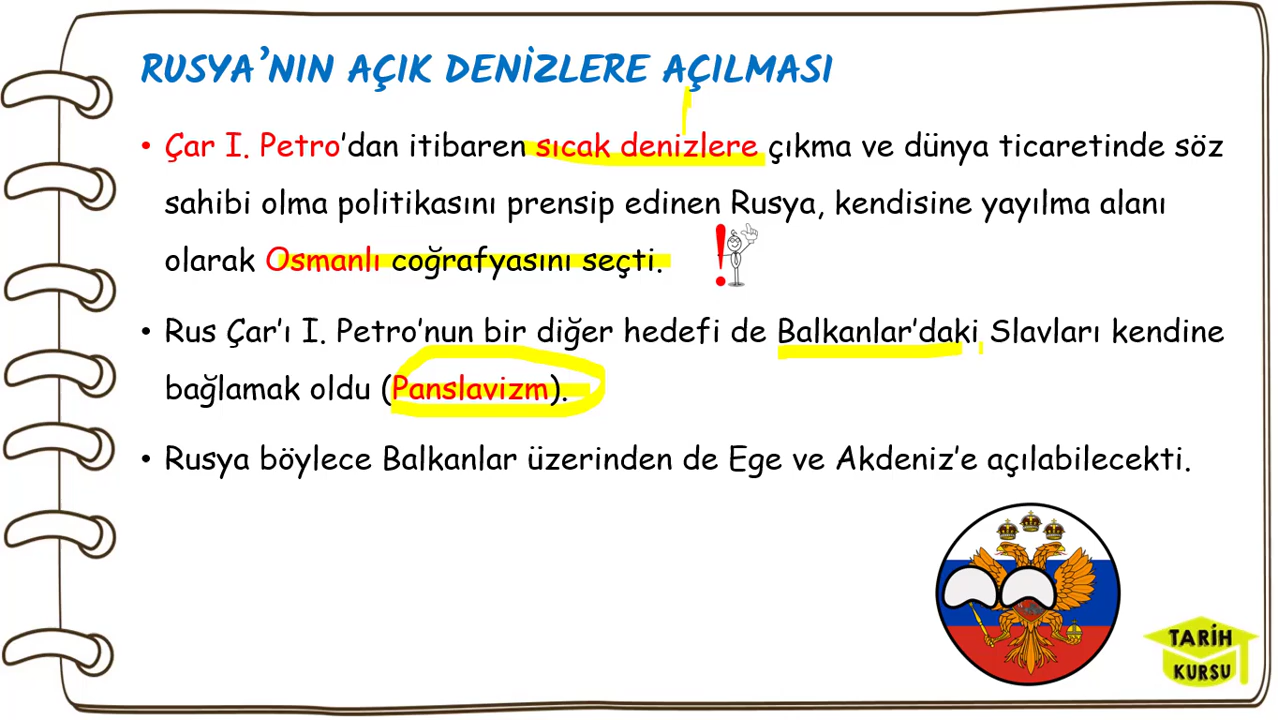 RUSYA’NIN AÇIK DENİZLERE AÇILMASI
• Çar I. Petro’dan itibaren sıcak denizlere çıkma ve dünya ticaretinde söz
sahibi olma politikasını prensip edinen Rusya, kendisine yayılma alanı
olarak Osmanlı coğrafyasını seçti.
• Rus Çar’ı I. Petro’nun bir diğer hedefi de Balkanlar’daki Slavları kendine
bağlamak oldu (Panslavizm).
• Rusya böylece Balkanlar üzerinden de Ege ve Akdeniz’e açılabilecekti.
TARİH
KURSU